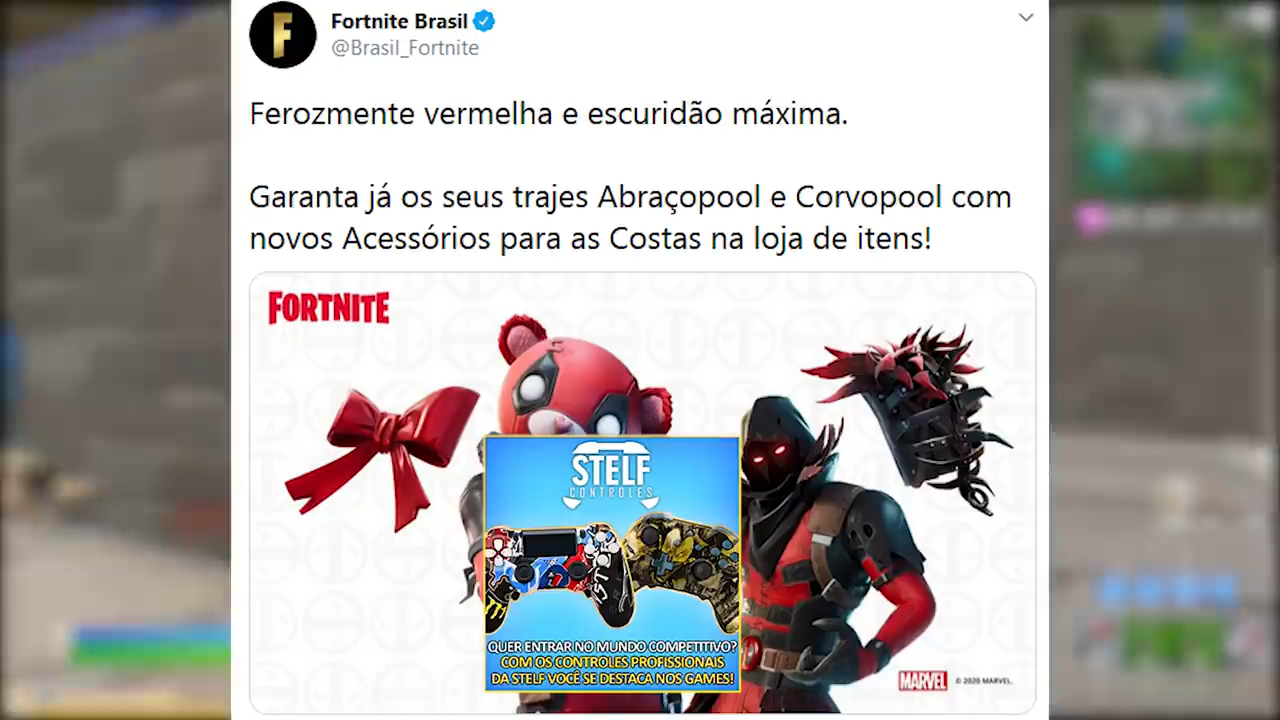 Fortnite Brasil
@Brasil_Fortnite
Ferozmente vermelha e escuridão máxima.
Garanta já os seus trajes Abraçopool e Corvopool com
novos Acessórios para as Costas na loja de itens!
FORTNITE
STELF
CONTROLES
QUER ENTRAR NO MUNDO COMPETITIVO?
COM OS CONTROLES PROFISSIONAIS
DA STELF VOCÊ SE DESTACA NOS GAMES!
MARVEL © 2020 MARVEL.